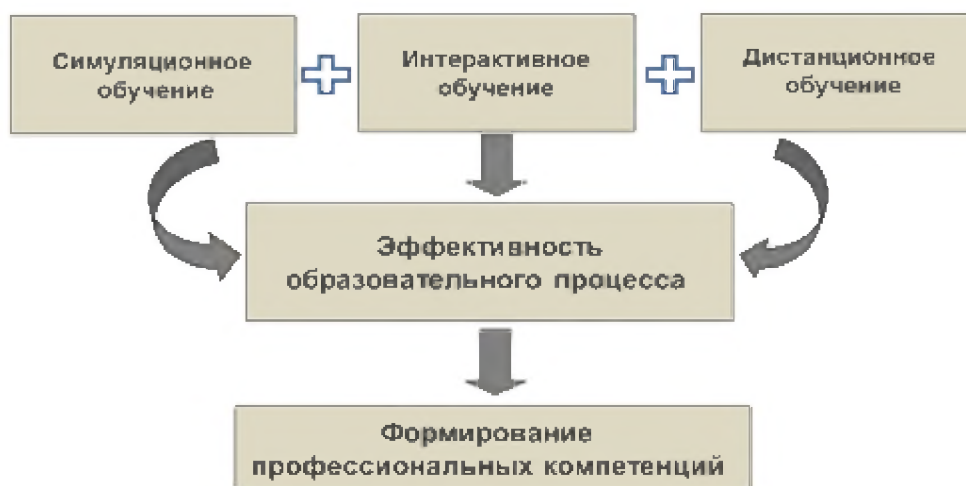 Симуляционное
обучение
Интерактивное
обучение
Дистанционное
обучение
Эффективность
образовательного процесса
Формирование
профессиональных компетенций